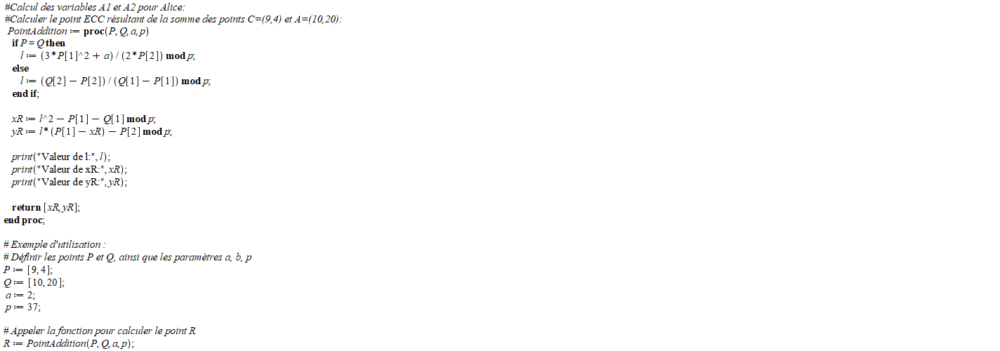 #Calcul des variables A1 et A2 pour Alice:
#Calculer le point ECC résultant de la somme des points C=(9,4) et A=(10,20):
PointAddition := proc(P, Q, a, p)
if P = Q then
l := (3*P[1]^2 + a) / (2*P[2]) mod p;
else
l := (Q[2] − P[2]) / (Q[1] − P[1]) mod p;
end if;
xR := l^2 − P[1] − Q[1] mod p;
yR := l*(P[1] − xR) − P[2] mod p;
print("Valeur de l:", l);
print("Valeur de xR:", xR);
print("Valeur de yR:", yR);
return [xR, yR];
end proc;
# Exemple d'utilisation :
# Définir les points P et Q, ainsi que les paramètres a, b, p
P := [9, 4];
Q := [10, 20];
a := 2;
p := 37;
# Appeler la fonction pour calculer le point R
R := PointAddition(P, Q, a, p);